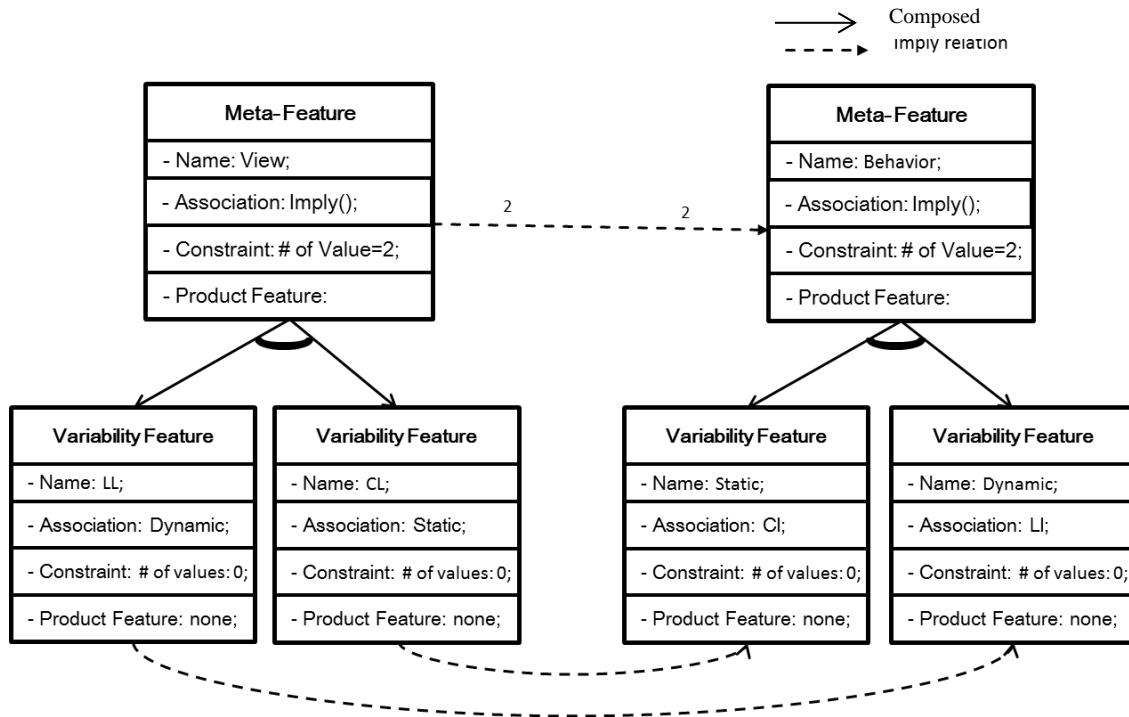 Composed
Imply relation
Meta-Feature
- Name: View;
- Association: Imply();
- Constraint: # of Value=2;
- Product Feature:
2
2
Meta-Feature
- Name: Behavior;
- Association: Imply();
- Constraint: # of Value=2;
- Product Feature:
Variability Feature
- Name: LL;
- Association: Dynamic;
- Constraint: # of values: 0;
- Product Feature: none;
Variability Feature
- Name: CL;
- Association: Static;
- Constraint: # of values: 0;
- Product Feature: none;
Variability Feature
- Name: Static;
- Association: Cl;
- Constraint: # of values: 0;
- Product Feature: none;
Variability Feature
- Name: Dynamic;
- Association: Ll;
- Constraint: # of values: 0;
- Product Feature: none;